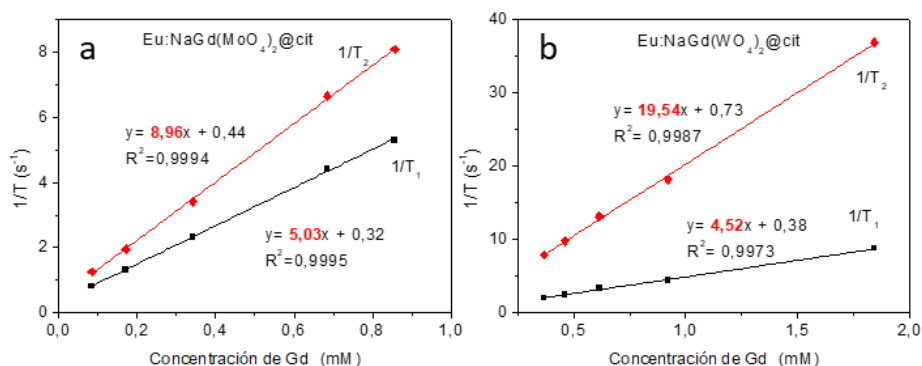 a
Eu:NaGd(MoO₄)₂@cit
1/T₂
y= 8,96x + 0,44
R²=0,9994
1/T₁
y= 5,03x + 0,32
R²=0,9995
1/T (s⁻¹)
8
6
4
2
0
0,0 0,2 0,4 0,6 0,8 1,0
Concentración de Gd (mM)
b
Eu:NaGd(WO₄)₂@cit
1/T₂
y= 19,54x + 0,73
R²= 0,9987
1/T₁
y= 4,52x + 0,38
R²= 0,9973
1/T (s⁻¹)
40
30
20
10
0
0,5 1,0 1,5 2,0
Concentración de Gd (mM)